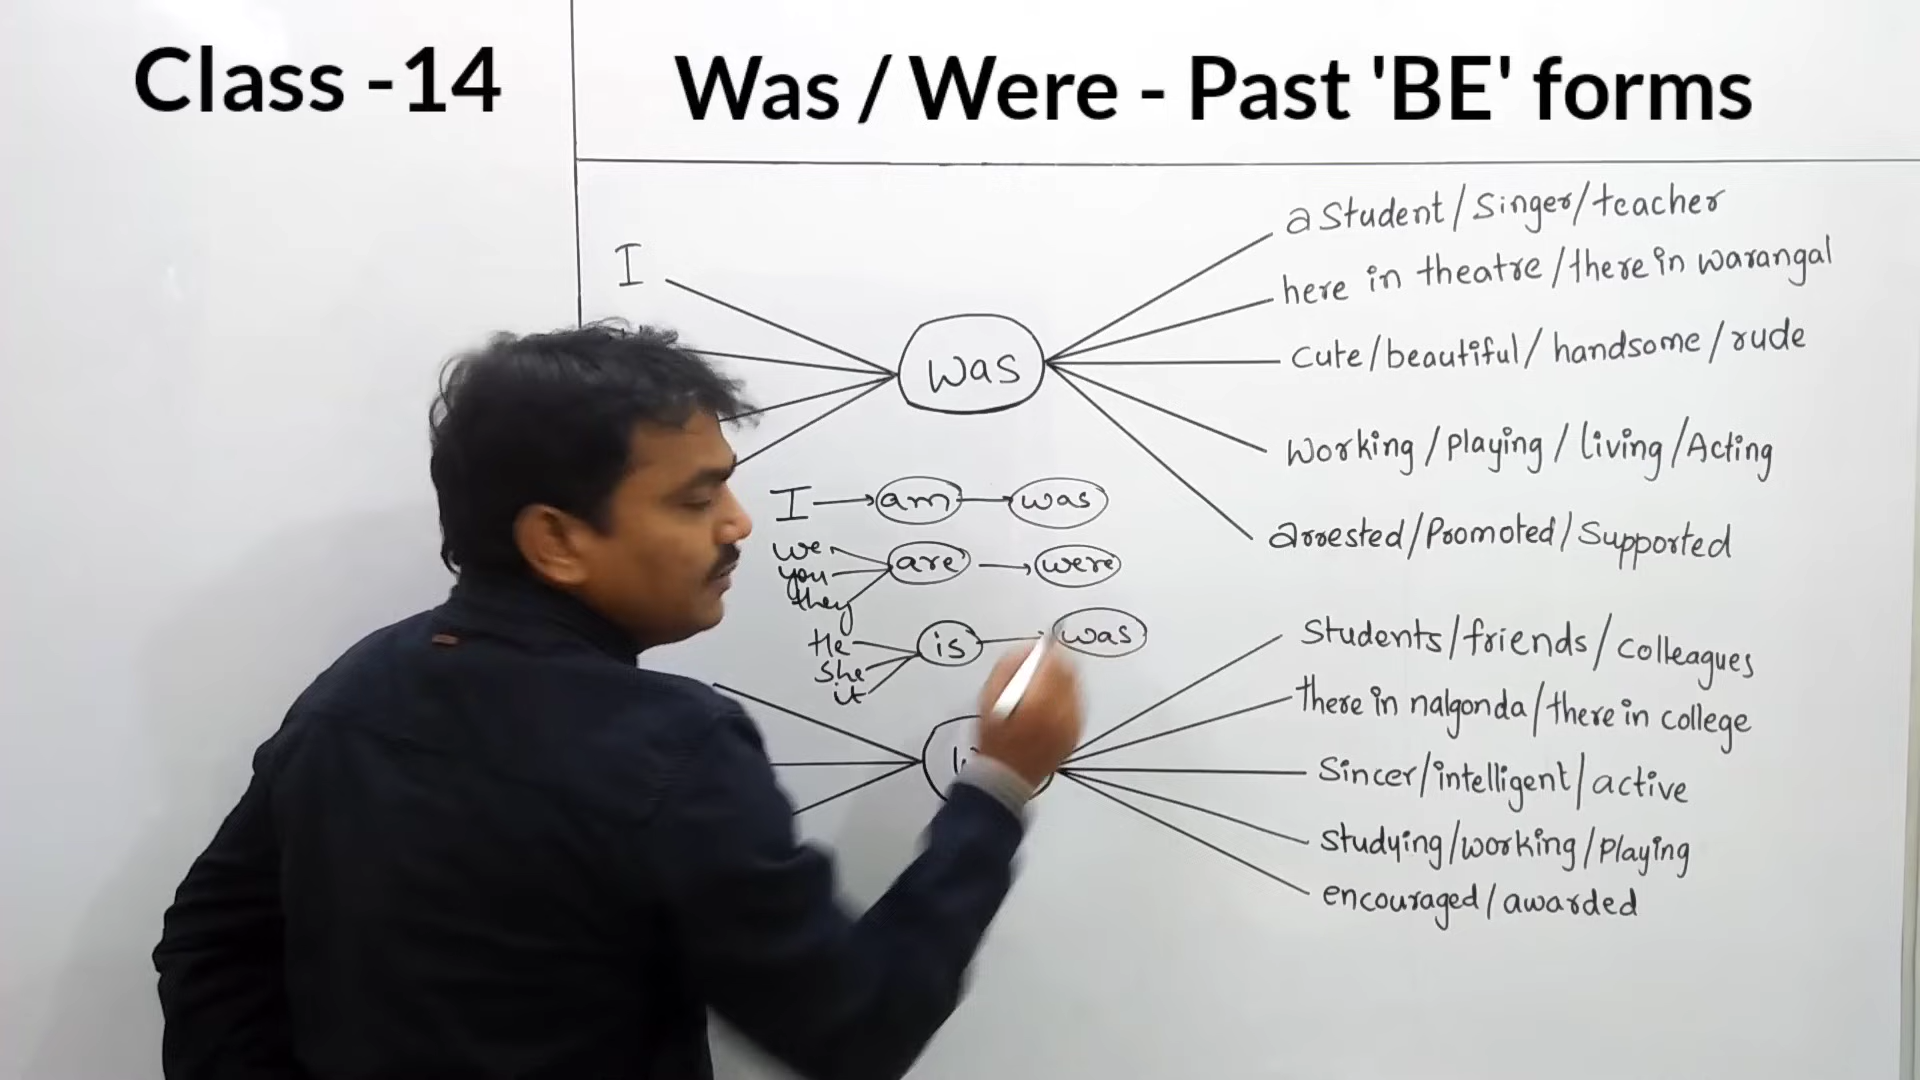 Class -14
Was / Were - Past 'BE' forms
I
was
a Student/Singer/teacher
here in theatre/there in warangal
Cute/beautiful/handsome/rude
Working/Playing/living/Acting
arrested/Promoted/Supported
I am was
we
you
they
are were
He
She
it
is was
Students/friends/colleagues
there in nalgonda/there in college
Sincer/intelligent/active
Studying/working/Playing
encouraged/awarded